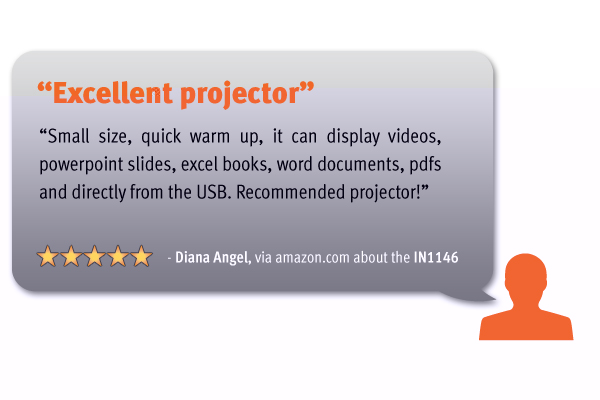 “Excellent projector”
“Small size, quick warm up, it can display videos,
powerpoint slides, excel books, word documents, pdfs
and directly from the USB. Recommended projector!”
- Diana Angel, via amazon.com about the IN1146